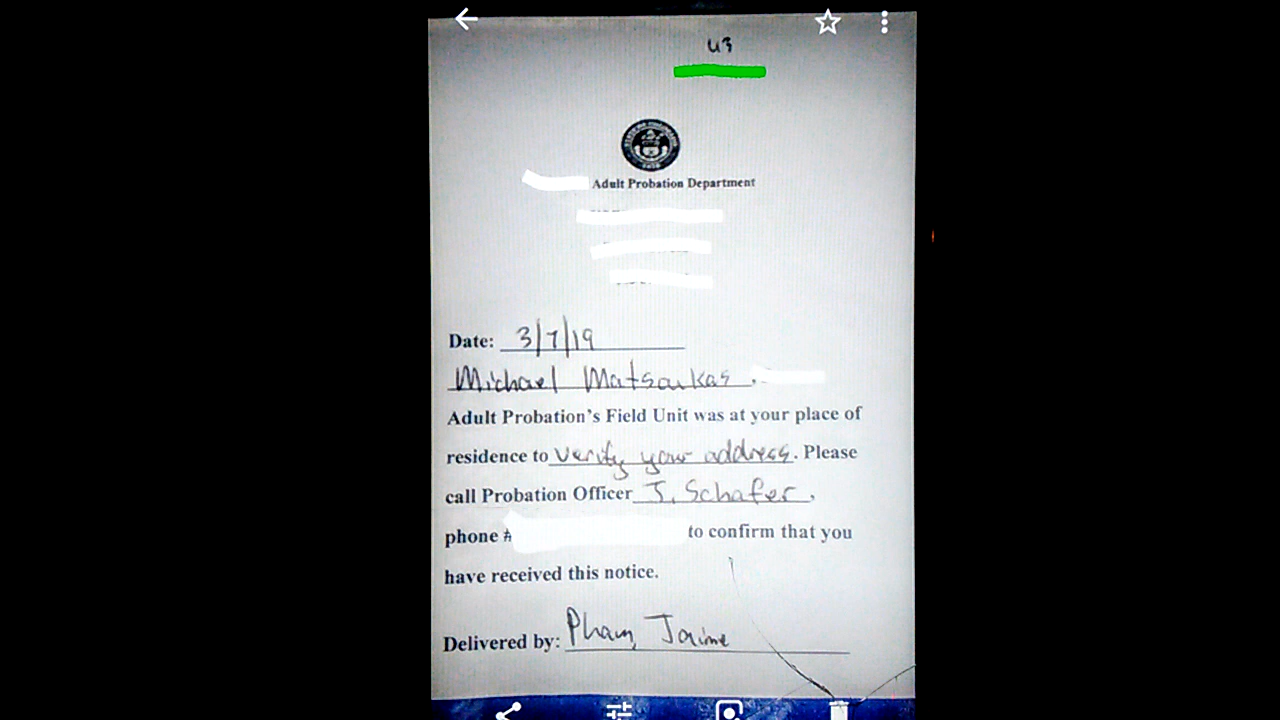 U3
Adult Probation Department
Date: 3/7/19
Michael Matsoukas,
Adult Probation's Field Unit was at your place of
residence to verify your address. Please
call Probation Officer J. Schafer,
phone # to confirm that you
have received this notice.
Delivered by: Pham, Jaime